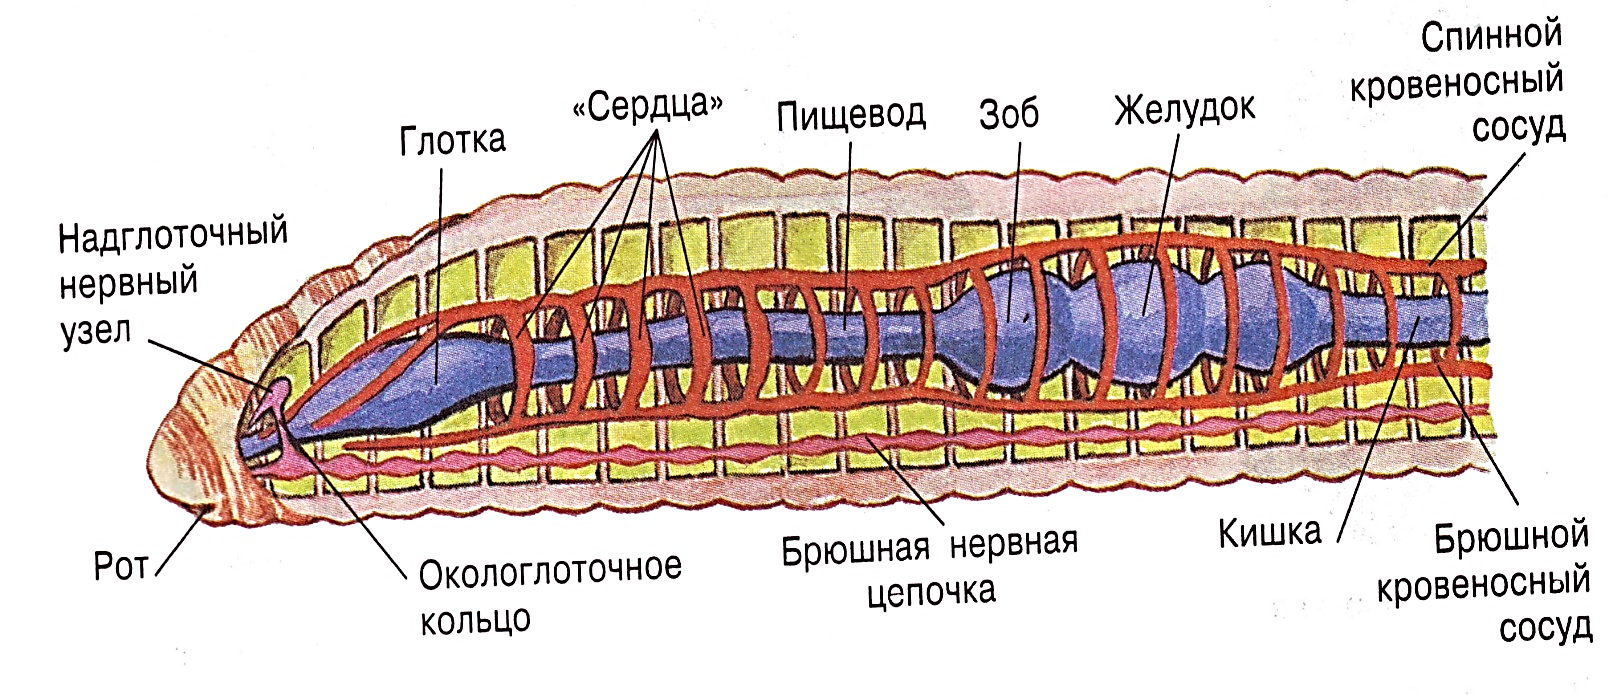 Спинной
кровеносный
сосуд
«Сердца»
Пищевод
Зоб
Желудок
Глотка
Надглоточный
нервный
узел
Рот
Окологлоточное
кольцо
Брюшная нервная
цепочка
Кишка
Брюшной
кровеносный
сосуд